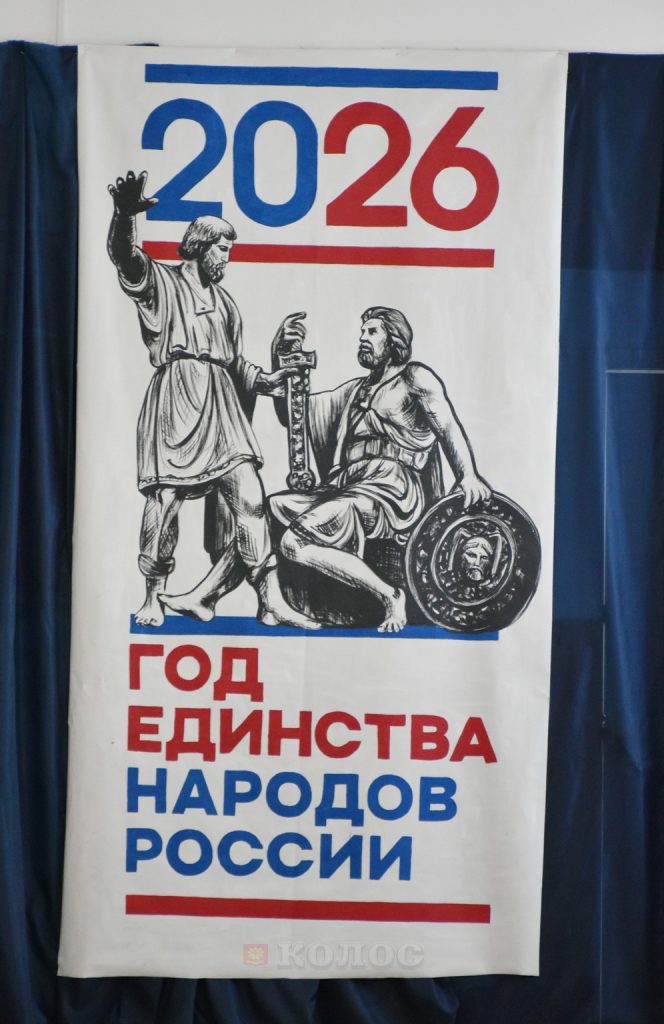 2026
ГОД
ЕДИНСТВА
НАРОДОВ
РОССИИ
КОЛОС